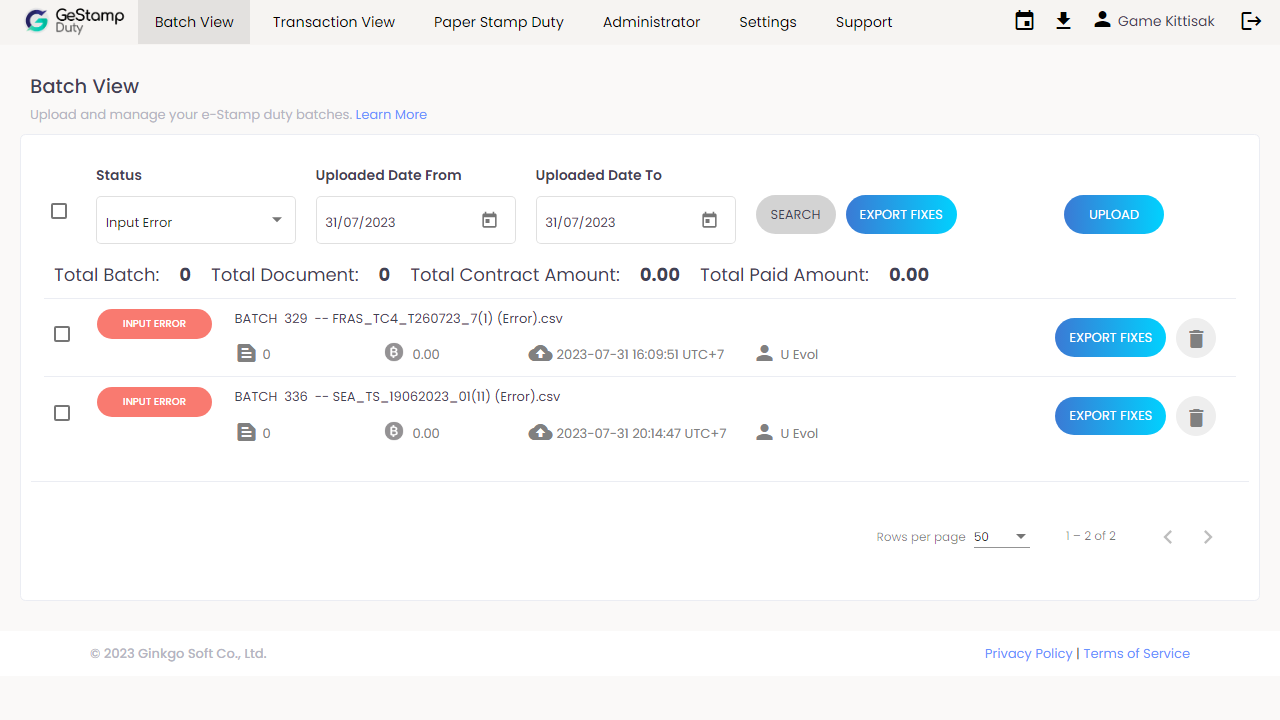 GeStamp Duty Batch View Transaction View Paper Stamp Duty Administrator Settings Support Game Kittisak
Batch View
Upload and manage your e-Stamp duty batches. Learn More
Status Uploaded Date From Uploaded Date To
Input Error 31/07/2023 31/07/2023 SEARCH EXPORT FIXES UPLOAD
Total Batch: 0 Total Document: 0 Total Contract Amount: 0.00 Total Paid Amount: 0.00
INPUT ERROR BATCH 329 -- FRAS_TC4_T260723_7(1) (Error).csv EXPORT FIXES
0 0.00 2023-07-31 16:09:51 UTC+7 U Evol
INPUT ERROR BATCH 336 -- SEA_TS_19062023_01(11) (Error).csv EXPORT FIXES
0 0.00 2023-07-31 20:14:47 UTC+7 U Evol
Rows per page 50 1 – 2 of 2
© 2023 Ginkgo Soft Co., Ltd. Privacy Policy | Terms of Service